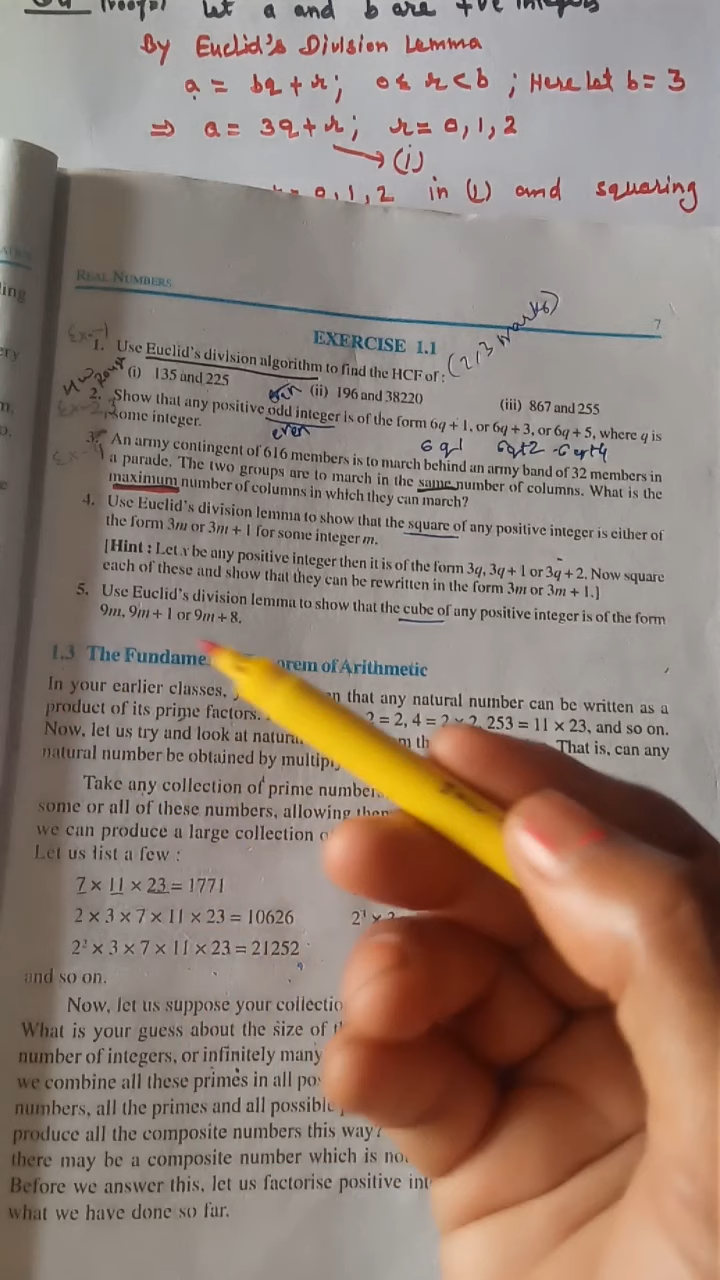 (Proof) Let a and b are +ve integers
By Euclid's Division Lemma
a = bq + r; 0 ≤ r < b ; Here Let b = 3
⇒ a = 3q + r; r = 0, 1, 2
→ (i)
0, 1, 2 in (i) and squaring
REAL NUMBERS
7
EXERCISE 1.1
(2,3 marks)
Ex-1
1. Use Euclid's division algorithm to find the HCF of :
(i) 135 and 225
(ii) 196 and 38220
(iii) 867 and 255
2. Show that any positive odd integer is of the form 6q + 1, or 6q + 3, or 6q + 5, where q is
some integer.
even
6q+2
6q+4
3. An army contingent of 616 members is to march behind an army band of 32 members in
a parade. The two groups are to march in the same number of columns. What is the
maximum number of columns in which they can march?
4. Use Euclid's division lemma to show that the square of any positive integer is either of
the form 3m or 3m + 1 for some integer m.
[Hint : Let x be any positive integer then it is of the form 3q, 3q + 1 or 3q + 2. Now square
each of these and show that they can be rewritten in the form 3m or 3m + 1.]
5. Use Euclid's division lemma to show that the cube of any positive integer is of the form
9m, 9m + 1 or 9m + 8.
1.3 The Fundame orem of Arithmetic
In your earlier classes, n that any natural number can be written as a
product of its prime factors. 2 = 2, 4 = 2 × 2, 253 = 11 × 23, and so on.
Now, let us try and look at natura That is, can any
natural number be obtained by multip
Take any collection of prime number
some or all of these numbers, allowing
we can produce a large collection
Let us list a few :
7 × 11 × 23 = 1771
2 × 3 × 7 × 11 × 23 = 10626
2² × 3 × 7 × 11 × 23 = 21252
and so on.
Now, let us suppose your collectio
What is your guess about the size of
number of integers, or infinitely many
we combine all these primes in all po
numbers, all the primes and all possible
produce all the composite numbers this way?
there may be a composite number which is no
Before we answer this, let us factorise positive int
what we have done so far.